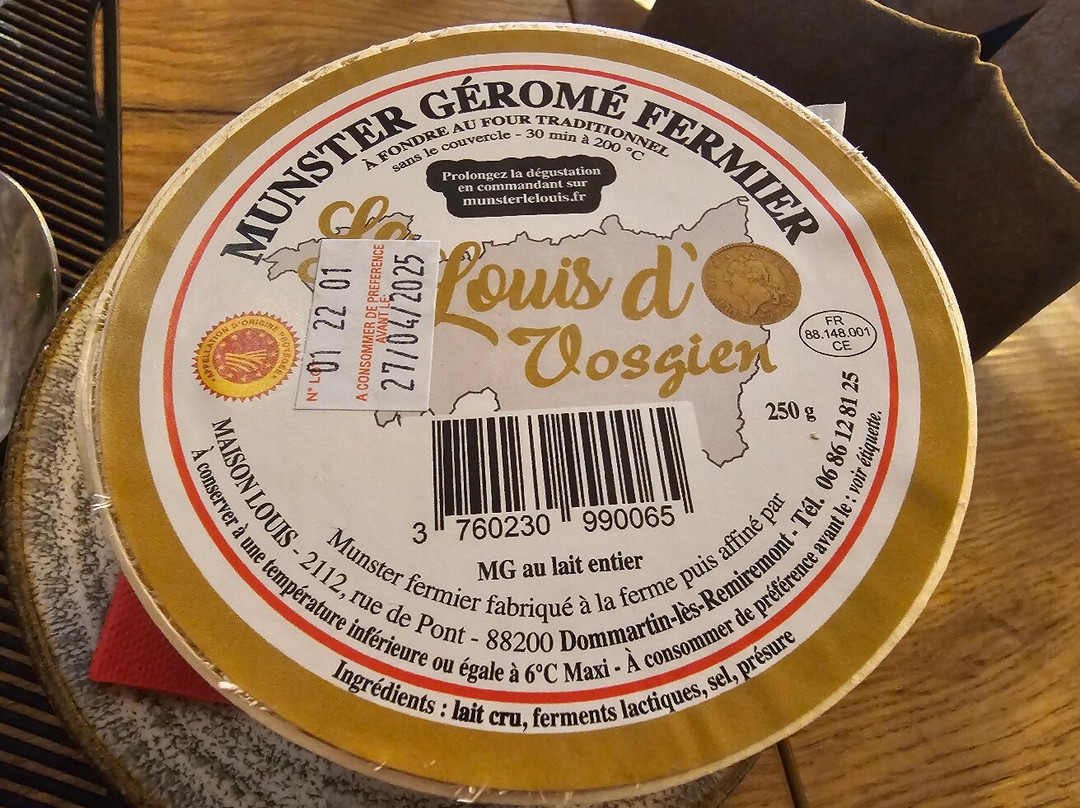 MUNSTER GÉROMÉ FERMIER
À FONDRE AU FOUR TRADITIONNEL
sans le couvercle - 30 min à 200 °C
Prolongez la dégustation
en commandant sur
munsterlelouis.fr
Le Louis d'
Vosgien
APPELLATION D'ORIGINE PROTÉGÉE
N° LOT
01 22 01
A CONSOMMER DE PREFERENCE
AVANT LE:
27/04/2025
FR
88.148.001
CE
250 g
3 760230 990065
MG au lait entier
Munster fermier fabriqué à la ferme puis affiné par
MAISON LOUIS - 2112, rue de Pont - 88200 Dommartin-lès-Remiremont - Tél. 06 86 12 81 25
À conserver à une température inférieure ou égale à 6°C Maxi - À consommer de préférence avant le : voir étiquette.
Ingrédients : lait cru, ferments lactiques, sel, présure